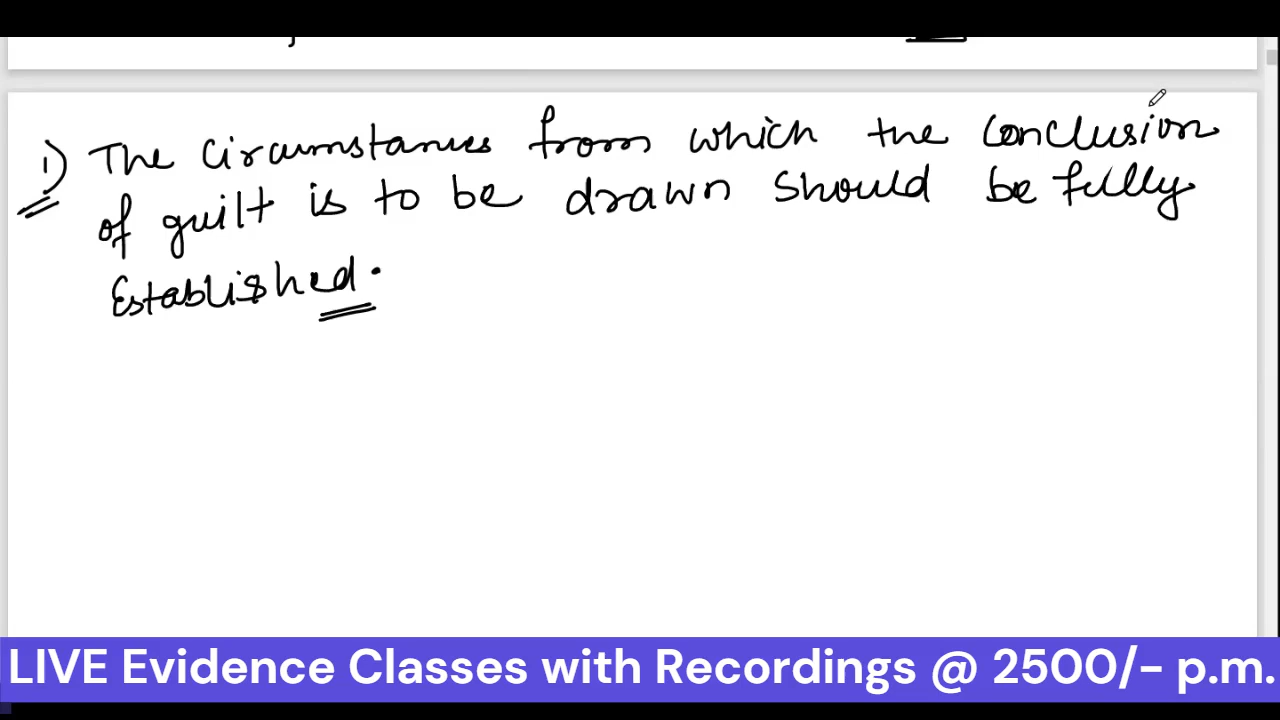 1) The circumstances from which the conclusion
of guilt is to be drawn should be fully
Established.
LIVE Evidence Classes with Recordings @ 2500/- p.m.